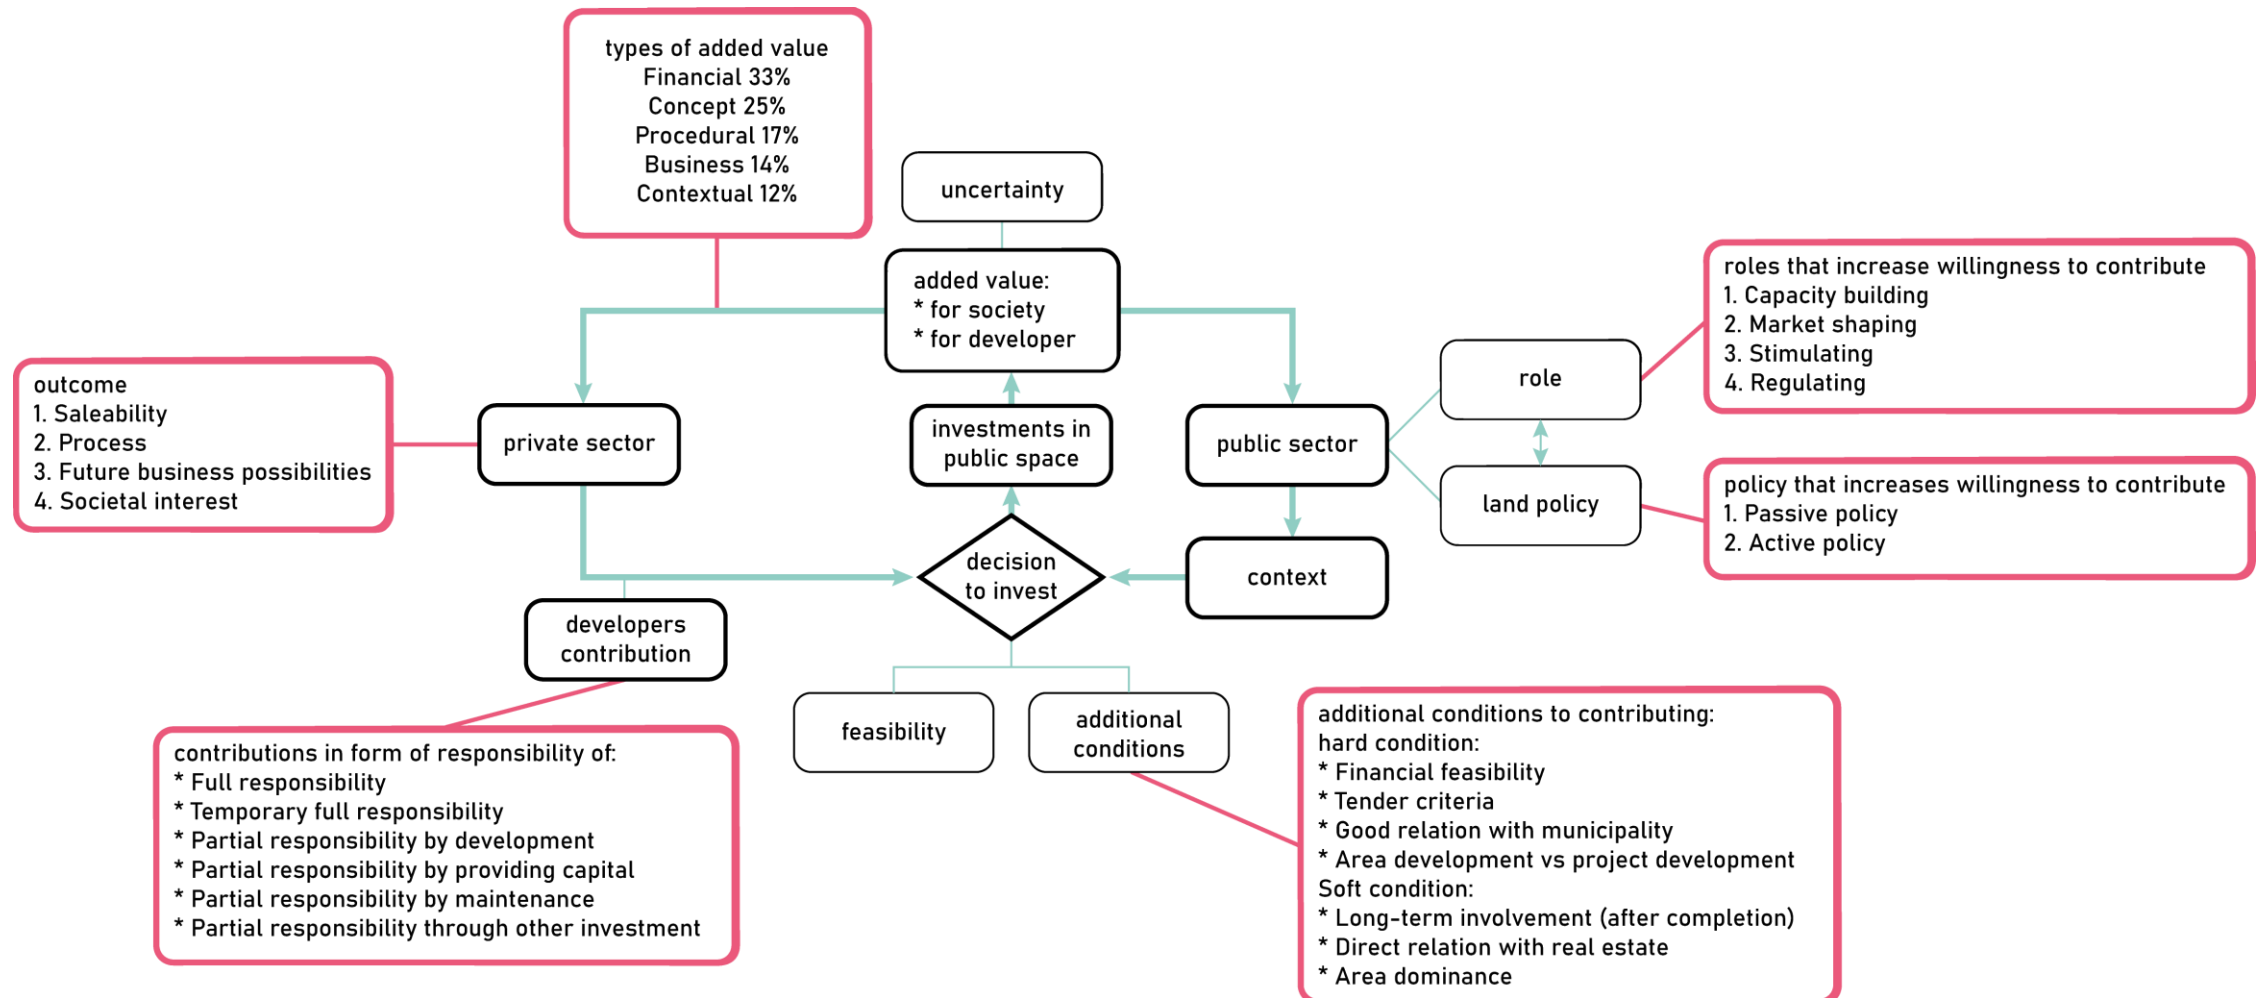 types of added value
Financial 33%
Concept 25%
Procedural 17%
Business 14%
Contextual 12%
uncertainty
added value:
* for society
* for developer
roles that increase willingness to contribute
1. Capacity building
2. Market shaping
3. Stimulating
4. Regulating
role
outcome
1. Saleability
2. Process
3. Future business possibilities
4. Societal interest
private sector
investments in
public space
public sector
land policy
policy that increases willingness to contribute
1. Passive policy
2. Active policy
decision
to invest
context
developers
contribution
feasibility
additional
conditions
contributions in form of responsibility of:
* Full responsibility
* Temporary full responsibility
* Partial responsibility by development
* Partial responsibility by providing capital
* Partial responsibility by maintenance
* Partial responsibility through other investment
additional conditions to contributing:
hard condition:
* Financial feasibility
* Tender criteria
* Good relation with municipality
* Area development vs project development
Soft condition:
* Long-term involvement (after completion)
* Direct relation with real estate
* Area dominance